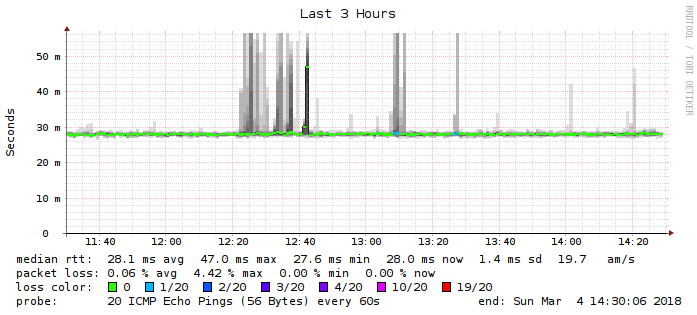 Last 3 Hours
RRDTOOL / TOBI OETIKER
Seconds
50 m
40 m
30 m
20 m
10 m
0
11:40 12:00 12:20 12:40 13:00 13:20 13:40 14:00 14:20
median rtt: 28.1 ms avg 47.0 ms max 27.6 ms min 28.0 ms now 1.4 ms sd 19.7 am/s
packet loss: 0.06 % avg 4.42 % max 0.00 % min 0.00 % now
loss color: 0 1/20 2/20 3/20 4/20 10/20 19/20
probe: 20 ICMP Echo Pings (56 Bytes) every 60s end: Sun Mar 4 14:30:06 2018